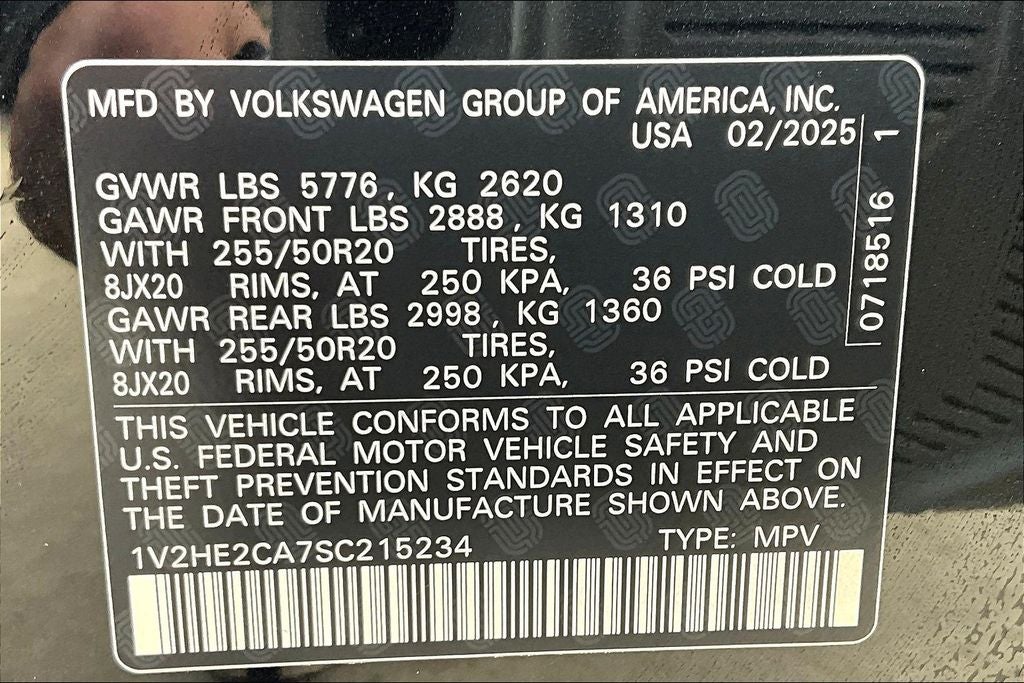 MFD BY VOLKSWAGEN GROUP OF AMERICA, INC.
USA 02/2025
GVWR LBS 5776, KG 2620
GAWR FRONT LBS 2888, KG 1310
WITH 255/50R20 TIRES,
8JX20 RIMS, AT 250 KPA, 36 PSI COLD
GAWR REAR LBS 2998, KG 1360
WITH 255/50R20 TIRES,
8JX20 RIMS, AT 250 KPA, 36 PSI COLD
0718516 1
THIS VEHICLE CONFORMS TO ALL APPLICABLE
U.S. FEDERAL MOTOR VEHICLE SAFETY AND
THEFT PREVENTION STANDARDS IN EFFECT ON
THE DATE OF MANUFACTURE SHOWN ABOVE.
1V2HE2CA7SC215234 TYPE: MPV